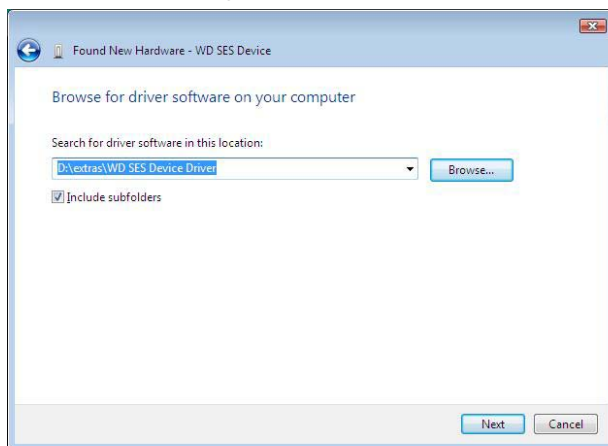 Found New Hardware - WD SES Device
Browse for driver software on your computer
Search for driver software in this location:
D:\extras\WD SES Device Driver
Browse...
Include subfolders
Next
Cancel